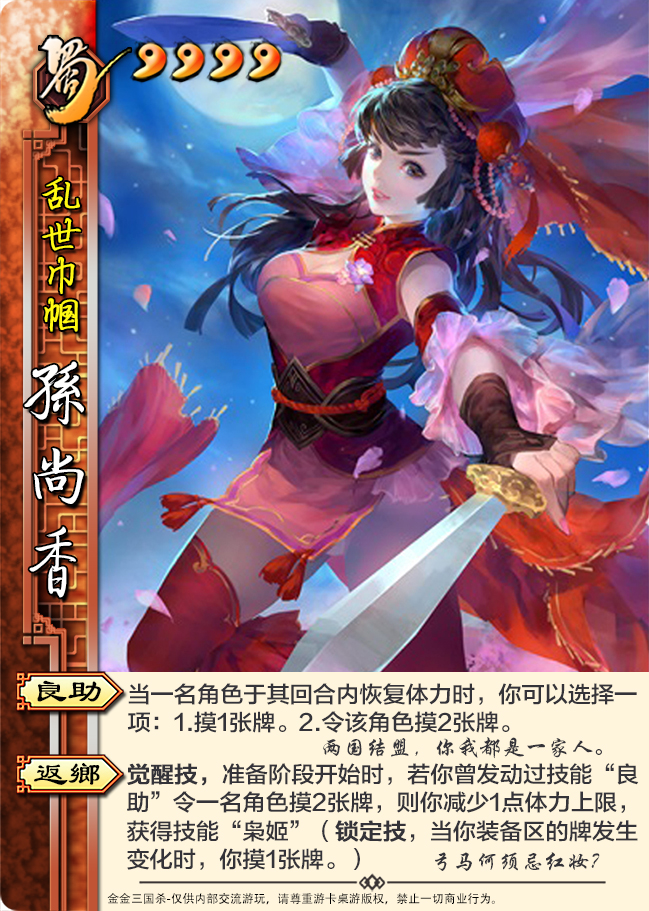 蜀
乱世巾帼
孫尚香
良助
当一名角色于其回合内恢复体力时，你可以选择一
项：1.摸1张牌。2.令该角色摸2张牌。
两国结盟，你我都是一家人。
返鄉
觉醒技，准备阶段开始时，若你曾发动过技能“良
助”令一名角色摸2张牌，则你减少1点体力上限，
获得技能“枭姬”（锁定技，当你装备区的牌发生
变化时，你摸1张牌。）
弓马何须忌红妆？
金金三国杀-仅供内部交流游玩，请尊重游卡桌游版权，禁止一切商业行为。